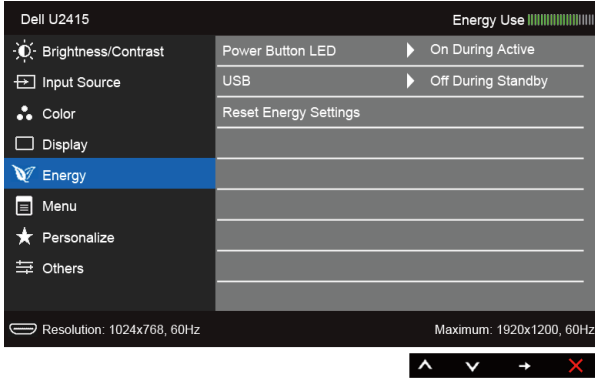 Dell U2415 Energy Use
Brightness/Contrast Power Button LED On During Active
Input Source USB Off During Standby
Color Reset Energy Settings
Display
Energy
Menu
Personalize
Others
Resolution: 1024x768, 60Hz Maximum: 1920x1200, 60Hz